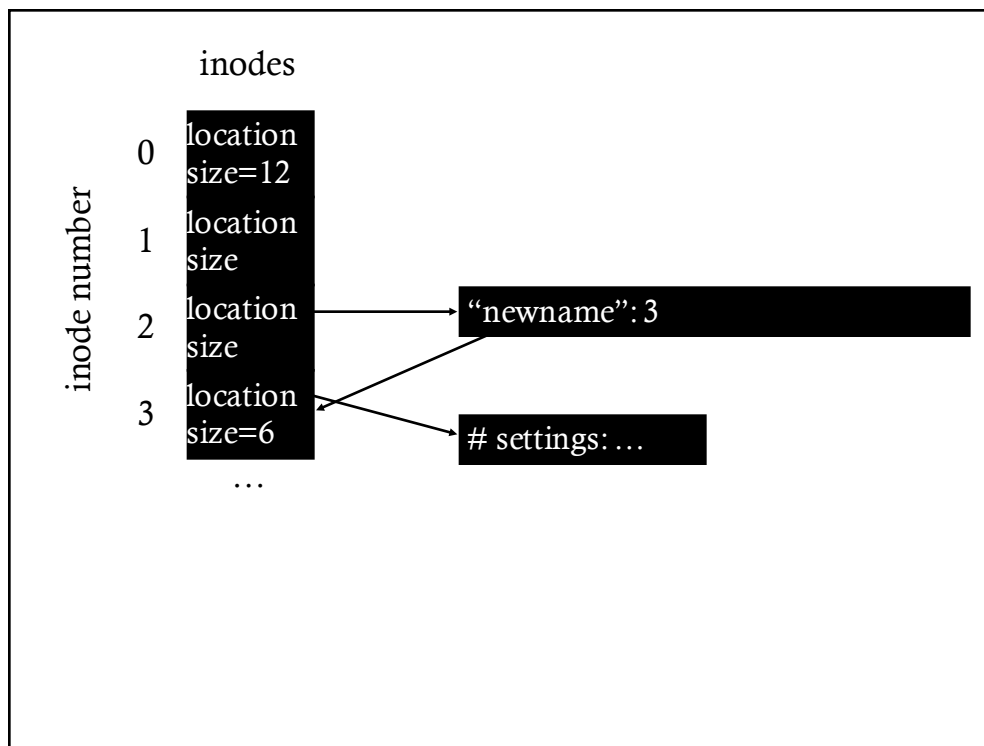 inodes
inode number
0
location
size=12
1
location
size
2
location
size
“newname”: 3
3
location
size=6
# settings: …
…